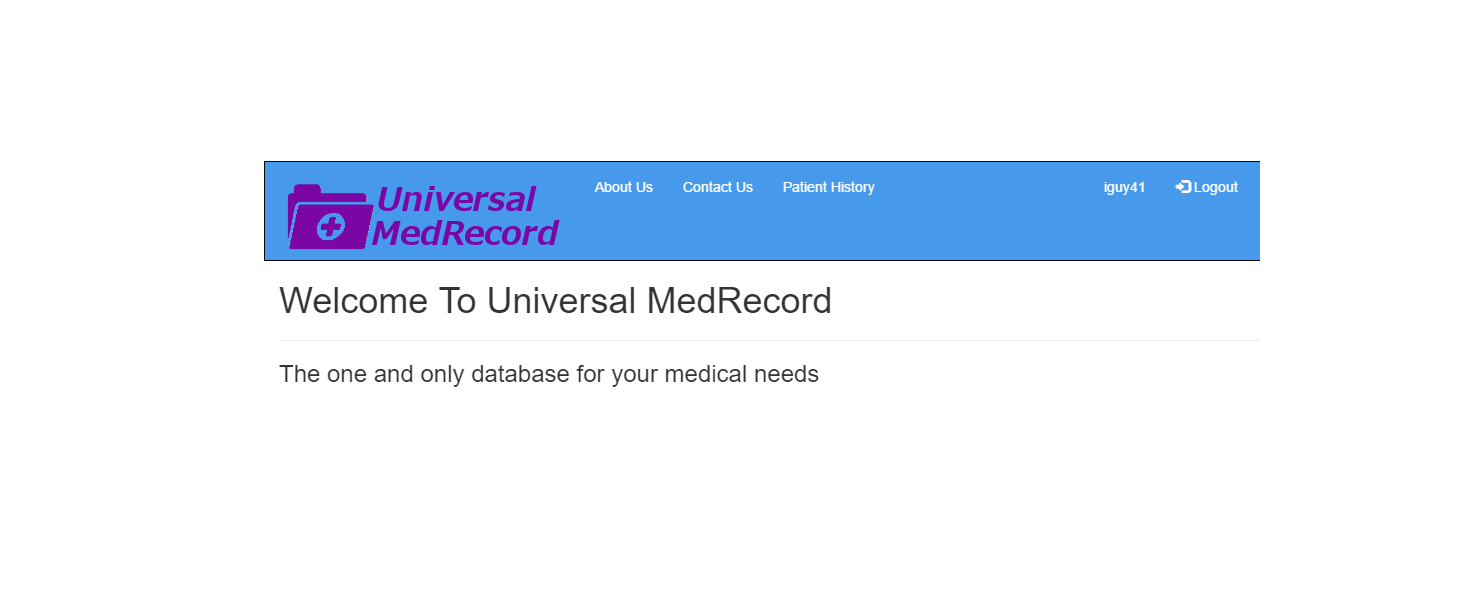 Universal
MedRecord
About Us
Contact Us
Patient History
iguy41
Logout
Welcome To Universal MedRecord
The one and only database for your medical needs